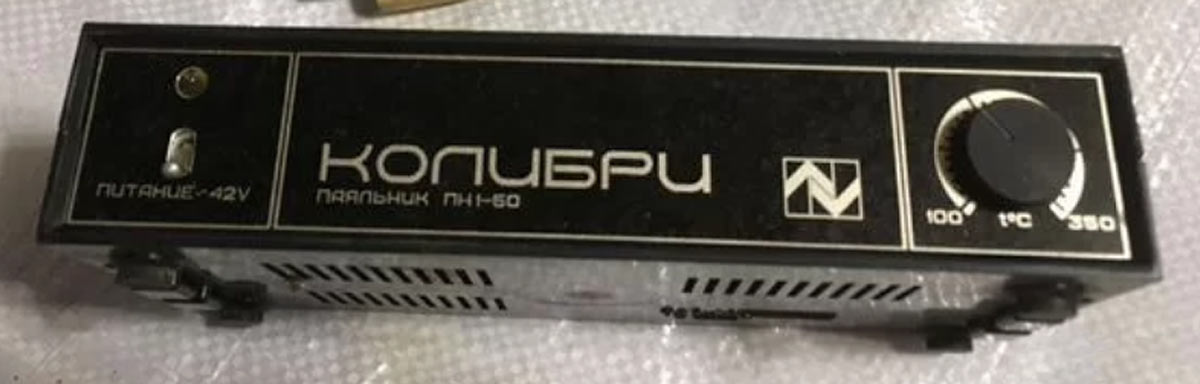 ПИТАНИЕ~42V
КОЛИБРИ
ПАЯЛЬНИК ПН1-60
100 t°C 350